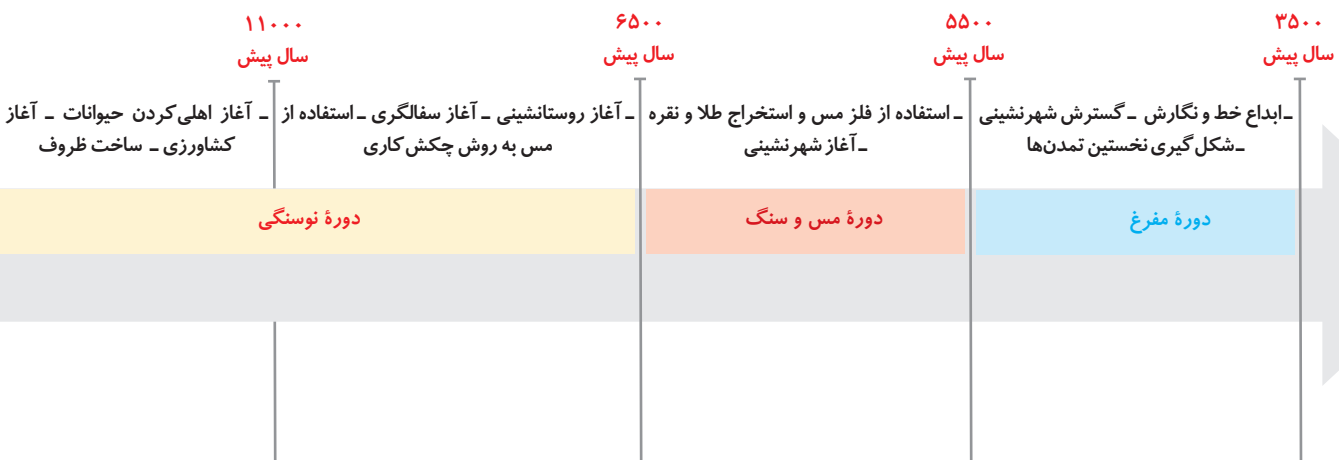 ۳۵۰۰
سال پیش
۵۵۰۰
سال پیش
۶۵۰۰
سال پیش
۱۱۰۰۰
سال پیش
ـ ابداع خط و نگارش ـ گسترش شهرنشینی
ـ شکل‌گیری نخستین تمدن‌ها
ـ استفاده از فلز مس و استخراج طلا و نقره
ـ آغاز شهرنشینی
ـ آغاز روستانشینی ـ آغاز سفالگری ـ استفاده از
مس به روش چکش‌کاری
ـ آغاز اهلی‌کردن حیوانات ـ آغاز
کشاورزی ـ ساخت ظروف
دورهٔ مفرغ
دورهٔ مس و سنگ
دورهٔ نوسنگی